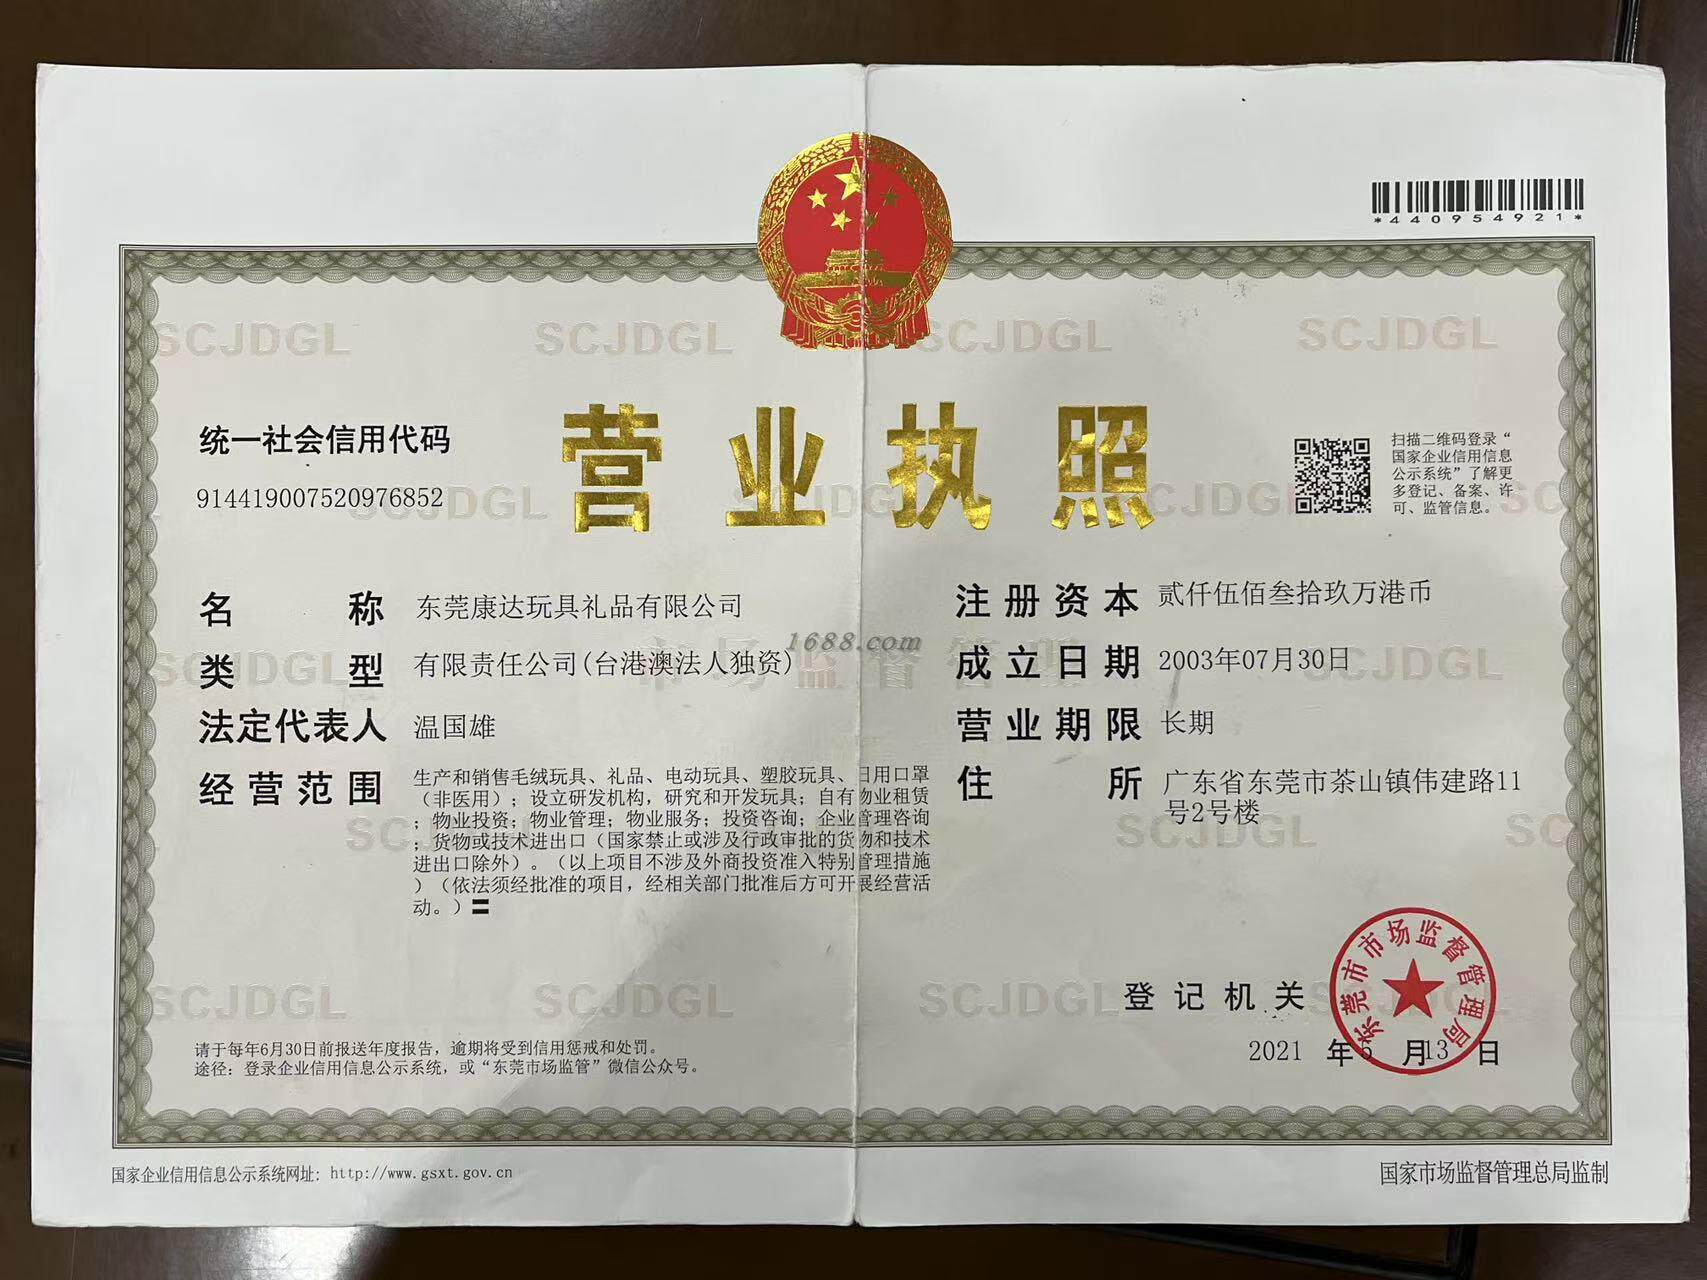 *440954921*
统一社会信用代码
914419007520976852
营业执照
扫描二维码登录“
国家企业信用信息
公示系统”了解更
多登记、备案、许
可、监管信息。
名称 东莞康达玩具礼品有限公司
类型 有限责任公司(台港澳法人独资)
法定代表人 温国雄
经营范围 生产和销售毛绒玩具、礼品、电动玩具、塑胶玩具、日用口罩
（非医用）；设立研发机构，研究和开发玩具；自有物业租赁
；物业投资；物业管理；物业服务；投资咨询；企业管理咨询
；货物或技术进出口（国家禁止或涉及行政审批的货物和技术
进出口除外）。（以上项目不涉及外商投资准入特别管理措施
）（依法须经批准的项目，经相关部门批准后方可开展经营活
动。）
注册资本 贰仟伍佰叁拾玖万港币
成立日期 2003年07月30日
营业期限 长期
住所 广东省东莞市茶山镇伟建路11
号2号楼
1688.com
市场监督管理
SCJDGL SCJDGL SCJDGL SCJDGL
登记机关
东莞市市场监督管理局
2021年5月13日
请于每年6月30日前报送年度报告，逾期将受到信用惩戒和处罚。
途径：登录企业信用信息公示系统，或“东莞市场监管”微信公众号。
国家企业信用信息公示系统网址：http://www.gsxt.gov.cn
国家市场监督管理总局监制